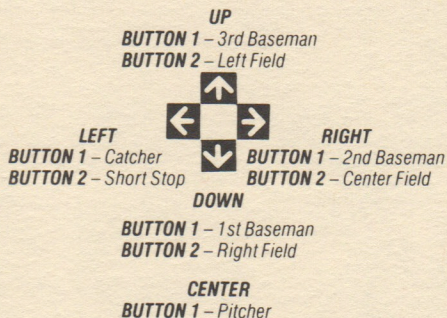 UP
BUTTON 1 – 3rd Baseman
BUTTON 2 – Left Field
LEFT
BUTTON 1 – Catcher
BUTTON 2 – Short Stop
RIGHT
BUTTON 1 – 2nd Baseman
BUTTON 2 – Center Field
DOWN
BUTTON 1 – 1st Baseman
BUTTON 2 – Right Field
CENTER
BUTTON 1 – Pitcher